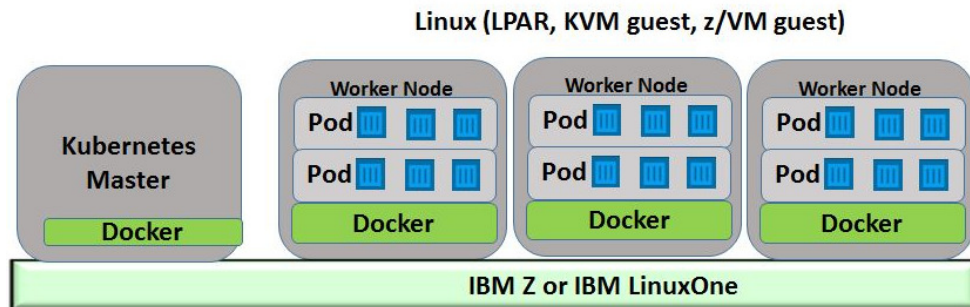 Linux (LPAR, KVM guest, z/VM guest)
Kubernetes
Master
Docker
Worker Node
Pod
Pod
Docker
Worker Node
Pod
Pod
Docker
Worker Node
Pod
Pod
Docker
IBM Z or IBM LinuxOne